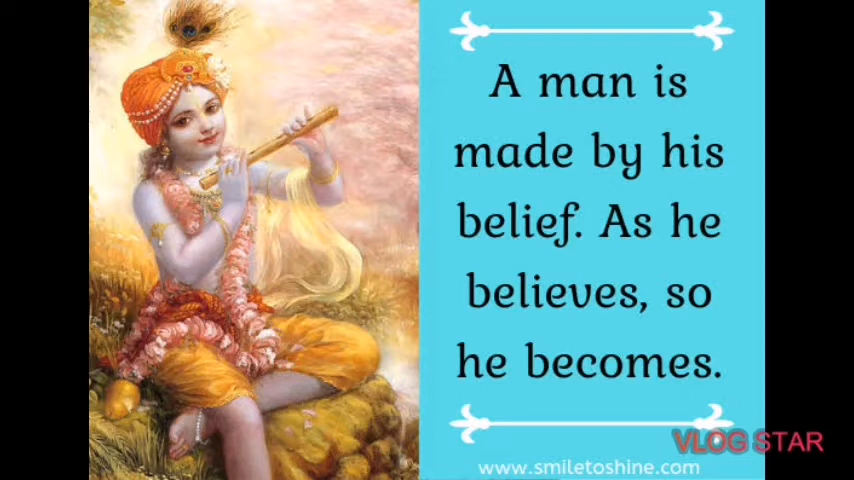 A man is
made by his
belief. As he
believes, so
he becomes.
VLOG STAR
www.smiletoshine.com